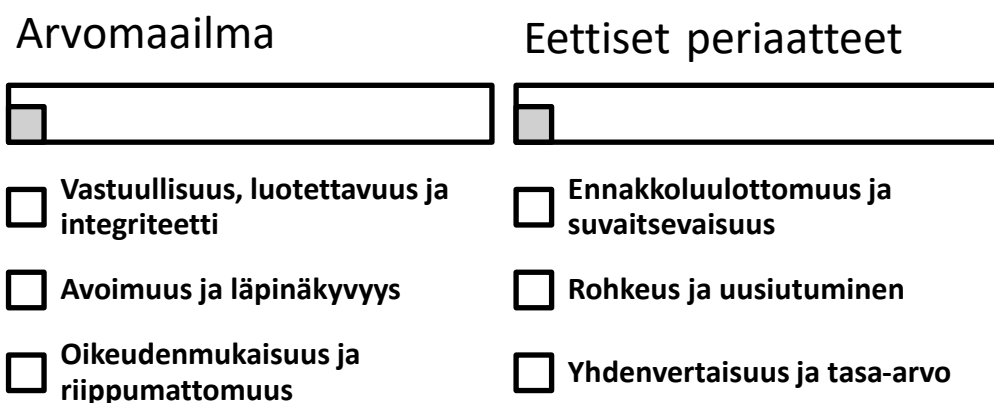 Arvomaailma
Vastuullisuus, luotettavuus ja
integriteetti
Avoimuus ja läpinäkyvyys
Oikeudenmukaisuus ja
riippumattomuus
Eettiset periaatteet
Ennakkoluulottomuus ja
suvaitsevaisuus
Rohkeus ja uusiutuminen
Yhdenvertaisuus ja tasa-arvo